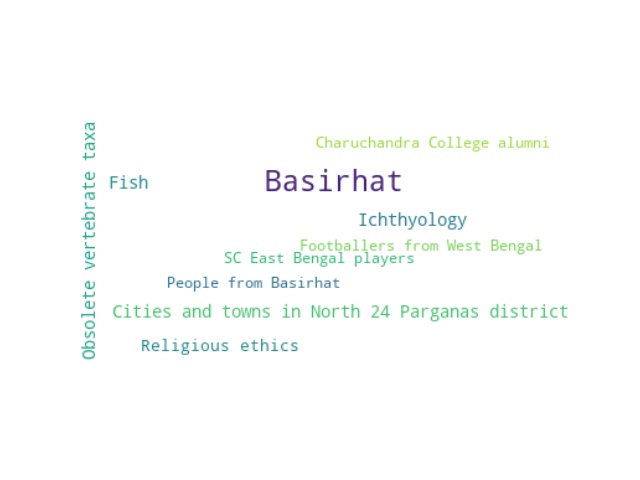 Charuchandra College alumni
Obsolete vertebrate taxa
Fish
Basirhat
Ichthyology
Footballers from West Bengal
SC East Bengal players
People from Basirhat
Cities and towns in North 24 Parganas district
Religious ethics